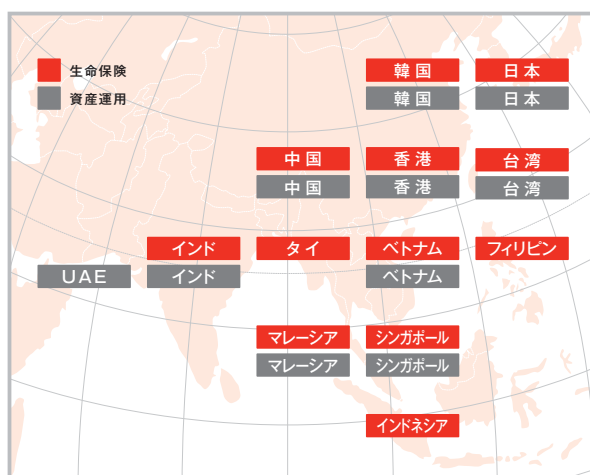 生命保険
資産運用
韓国
日本
韓国
日本
中国
香港
台湾
中国
香港
台湾
インド
タイ
ベトナム
フィリピン
UAE
インド
ベトナム
マレーシア
シンガポール
マレーシア
シンガポール
インドネシア